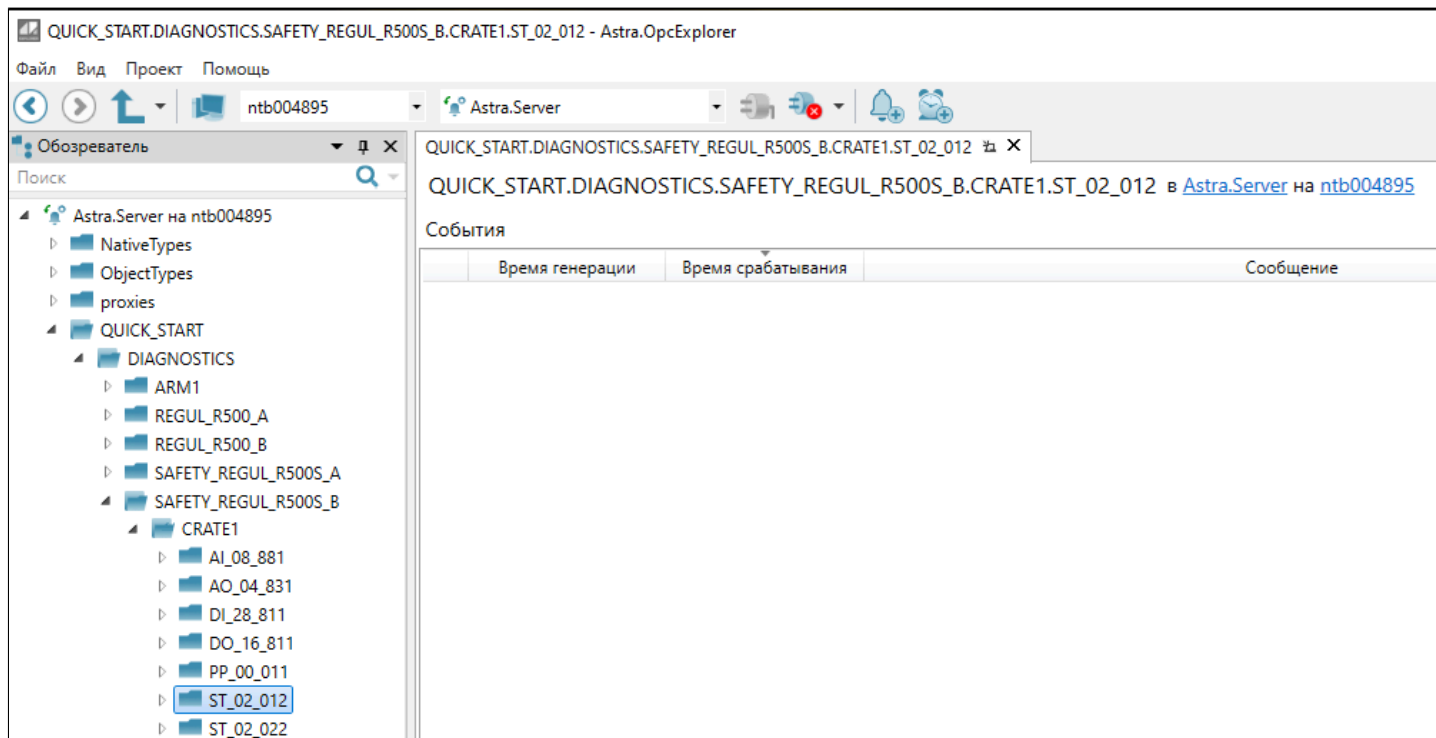 QUICK_START.DIAGNOSTICS.SAFETY_REGUL_R500S_B.CRATE1.ST_02_012 - Astra.OpcExplorer
Файл Вид Проект Помощь
ntb004895 Astra.Server
Обозреватель
Поиск
Astra.Server на ntb004895
NativeTypes
ObjectTypes
proxies
QUICK_START
DIAGNOSTICS
ARM1
REGUL_R500_A
REGUL_R500_B
SAFETY_REGUL_R500S_A
SAFETY_REGUL_R500S_B
CRATE1
AI_08_881
AO_04_831
DI_28_811
DO_16_811
PP_00_011
ST_02_012
ST_02_022
QUICK_START.DIAGNOSTICS.SAFETY_REGUL_R500S_B.CRATE1.ST_02_012
QUICK_START.DIAGNOSTICS.SAFETY_REGUL_R500S_B.CRATE1.ST_02_012 в Astra.Server на ntb004895
События
Время генерации Время срабатывания Сообщение